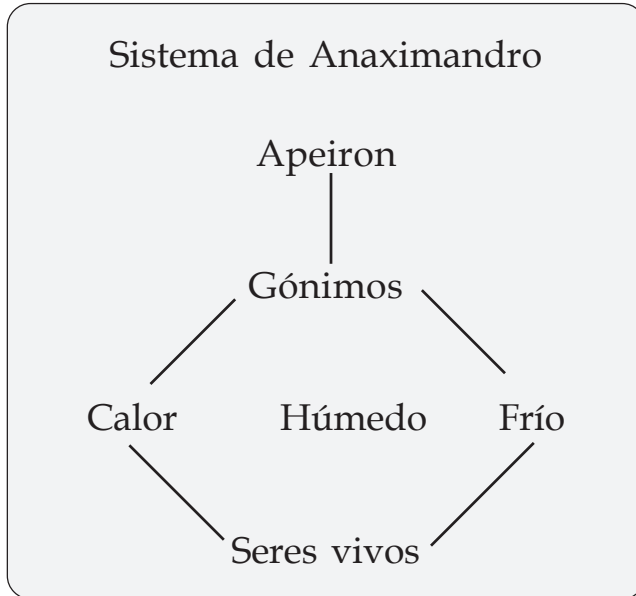 Sistema de Anaximandro
Apeiron
Gónimos
Calor Húmedo Frío
Seres vivos